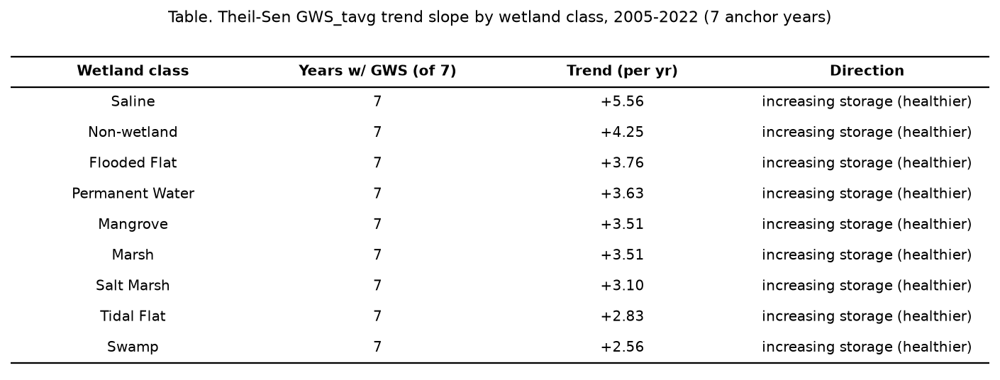 Table. Theil-Sen GWS_tavg trend slope by wetland class, 2005-2022 (7 anchor years)
Wetland class Years w/ GWS (of 7) Trend (per yr) Direction
Saline 7 +5.56 increasing storage (healthier)
Non-wetland 7 +4.25 increasing storage (healthier)
Flooded Flat 7 +3.76 increasing storage (healthier)
Permanent Water 7 +3.63 increasing storage (healthier)
Mangrove 7 +3.51 increasing storage (healthier)
Marsh 7 +3.51 increasing storage (healthier)
Salt Marsh 7 +3.10 increasing storage (healthier)
Tidal Flat 7 +2.83 increasing storage (healthier)
Swamp 7 +2.56 increasing storage (healthier)